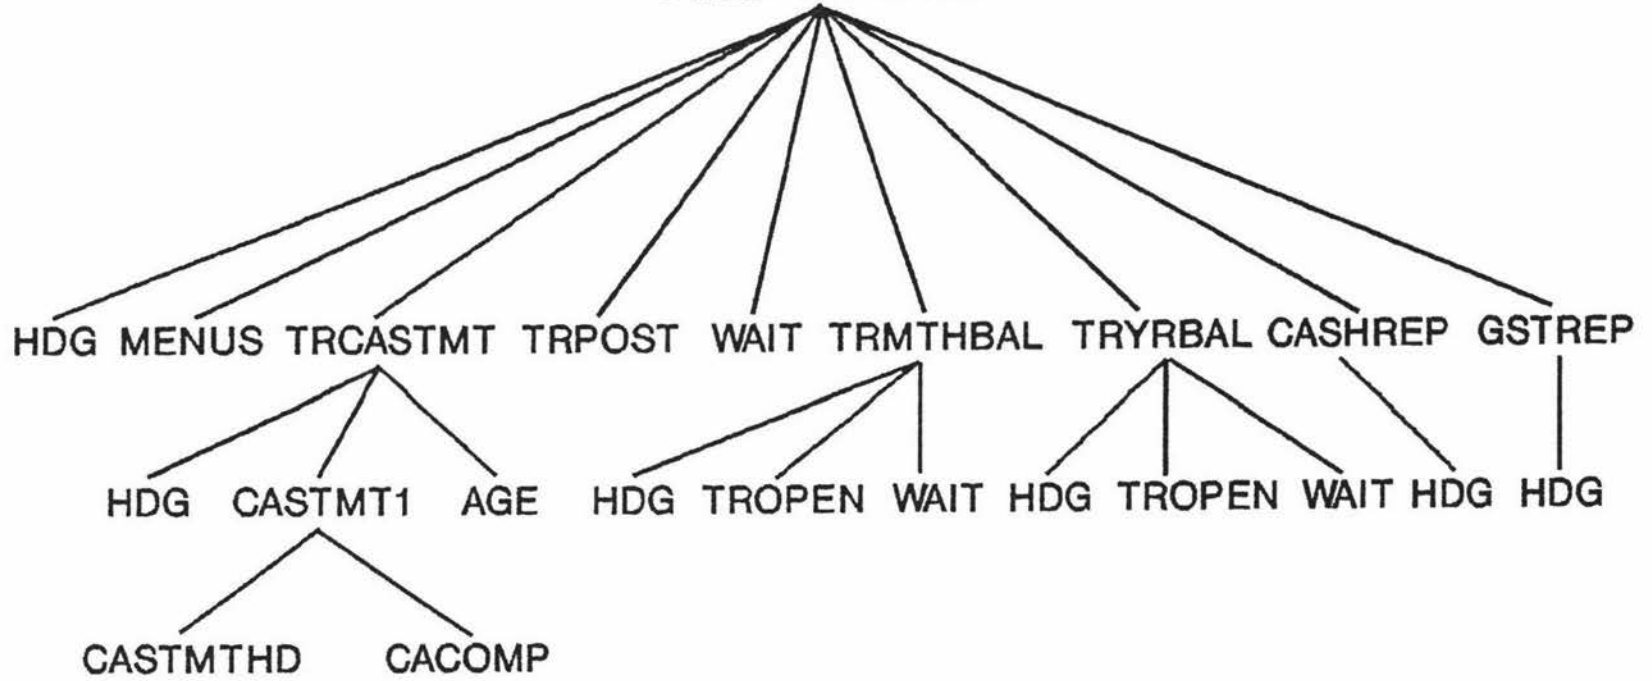 HDG MENUS TRCASTMT TRPOST WAIT TRMTHBAL TRYRBAL CASHREP GSTREP
HDG CASTMT1 AGE HDG TROPEN WAIT HDG TROPEN WAIT HDG HDG
CASTMTHD CACOMP